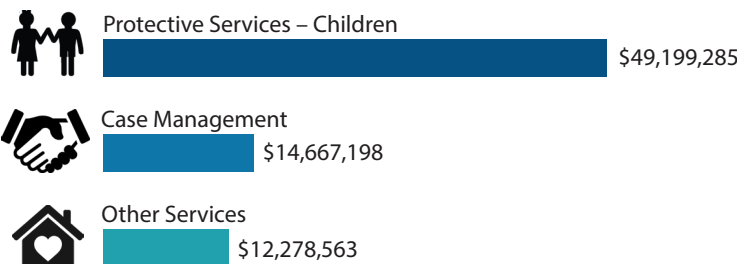 Protective Services – Children
$49,199,285
Case Management
$14,667,198
Other Services
$12,278,563